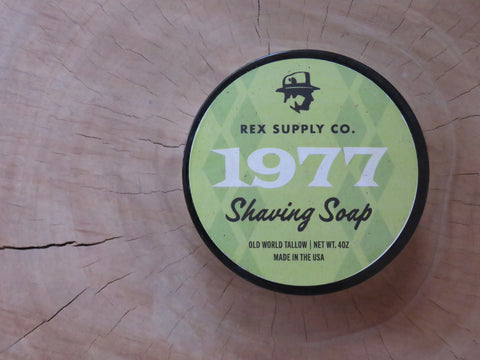 REX SUPPLY CO.
1977
Shaving Soap
OLD WORLD TALLOW | NET WT. 4OZ
MADE IN THE USA